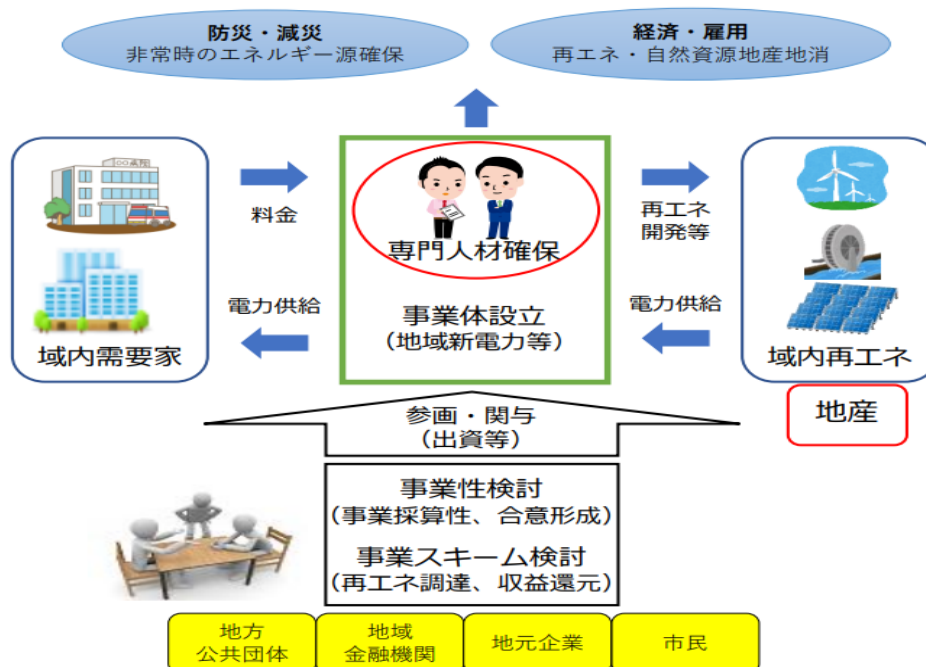 防災・減災
非常時のエネルギー源確保
経済・雇用
再エネ・自然資源地産地消
料金
電力供給
域内需要家
専門人材確保
事業体設立
(地域新電力等)
再エネ
開発等
電力供給
域内再エネ
地産
参画・関与
(出資等)
事業性検討
(事業採算性、合意形成)
事業スキーム検討
(再エネ調達、収益還元)
地方
公共団体
地域
金融機関
地元企業
市民